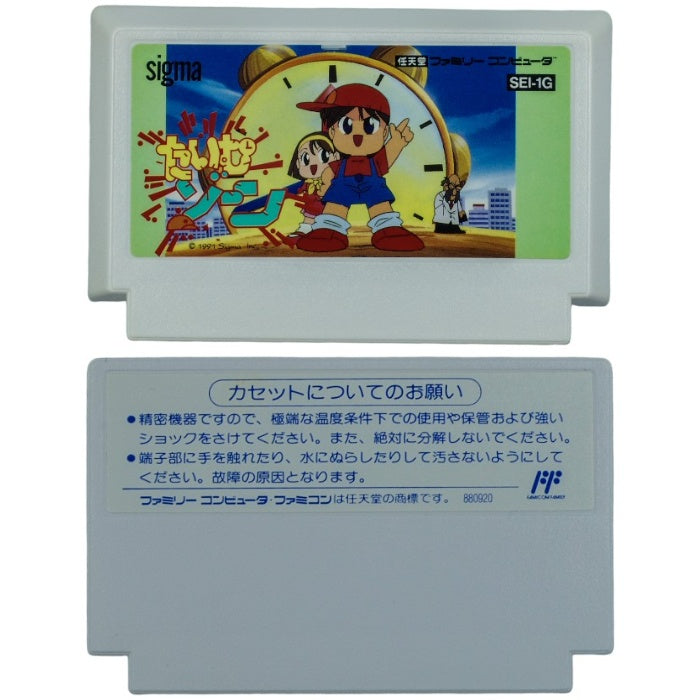 sigma
任天堂 ファミリー コンピュータ™
SEI-1G
たいむ
ゾーン
© 1991 Sigma Inc.
カセットについてのお願い
●精密機器ですので、極端な温度条件下での使用や保管および強い
ショックをさけてください。また、絶対に分解しないでください。
●端子部に手を触れたり、水にぬらしたりして汚さないようにして
ください。故障の原因となります。
ファミリー コンピュータ・ファミコンは任天堂の商標です。 880920
FAMICOM FAMILY